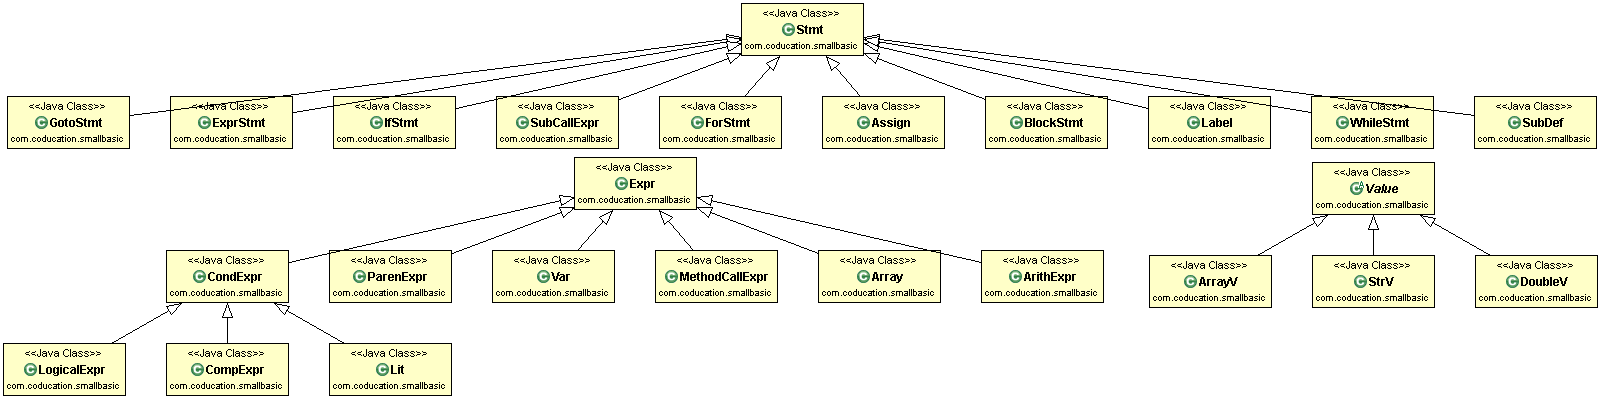 <<Java Class>>
Stmt
com.coducation.smallbasic
<<Java Class>>
GotoStmt
com.coducation.smallbasic
<<Java Class>>
ExprStmt
com.coducation.smallbasic
<<Java Class>>
IfStmt
com.coducation.smallbasic
<<Java Class>>
SubCallExpr
com.coducation.smallbasic
<<Java Class>>
ForStmt
com.coducation.smallbasic
<<Java Class>>
Assign
com.coducation.smallbasic
<<Java Class>>
BlockStmt
com.coducation.smallbasic
<<Java Class>>
Label
com.coducation.smallbasic
<<Java Class>>
WhileStmt
com.coducation.smallbasic
<<Java Class>>
SubDef
com.coducation.smallbasic
<<Java Class>>
Expr
com.coducation.smallbasic
<<Java Class>>
Value
com.coducation.smallbasic
<<Java Class>>
CondExpr
com.coducation.smallbasic
<<Java Class>>
ParenExpr
com.coducation.smallbasic
<<Java Class>>
Var
com.coducation.smallbasic
<<Java Class>>
MethodCallExpr
com.coducation.smallbasic
<<Java Class>>
Array
com.coducation.smallbasic
<<Java Class>>
ArithExpr
com.coducation.smallbasic
<<Java Class>>
ArrayV
com.coducation.smallbasic
<<Java Class>>
StrV
com.coducation.smallbasic
<<Java Class>>
DoubleV
com.coducation.smallbasic
<<Java Class>>
LogicalExpr
com.coducation.smallbasic
<<Java Class>>
CompExpr
com.coducation.smallbasic
<<Java Class>>
Lit
com.coducation.smallbasic